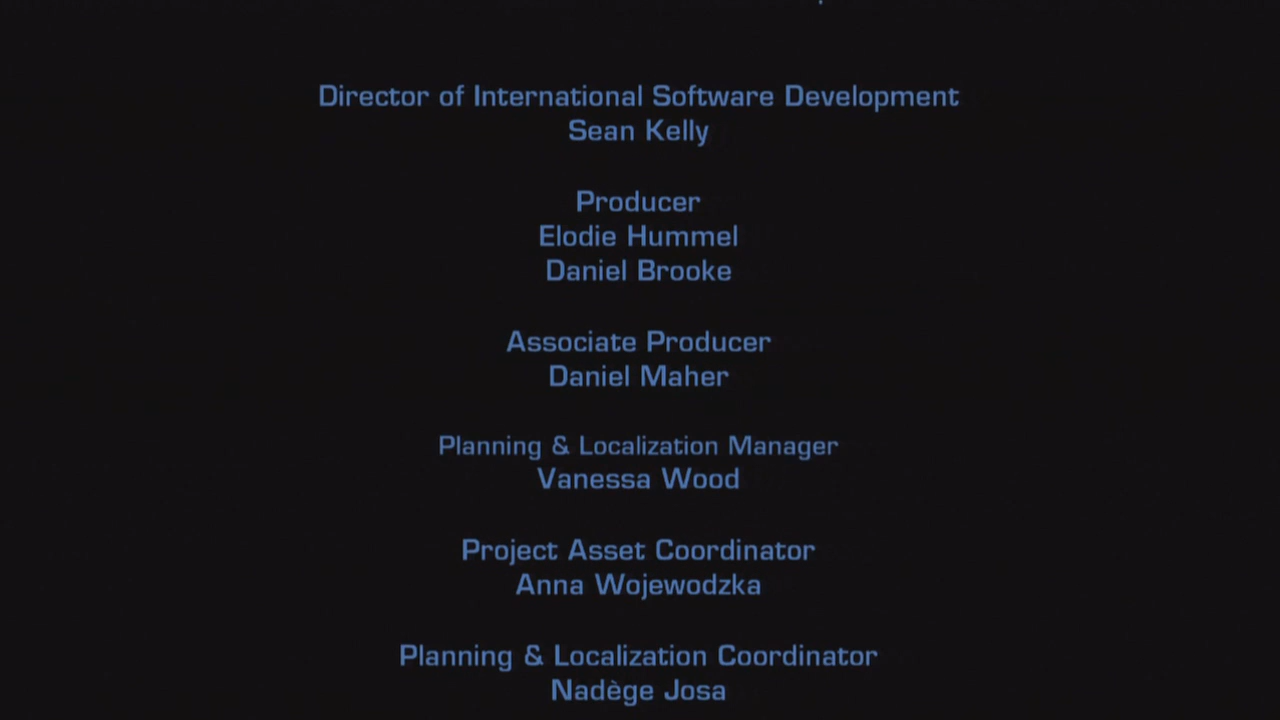 Director of International Software Development
Sean Kelly
Producer
Elodie Hummel
Daniel Brooke
Associate Producer
Daniel Maher
Planning & Localization Manager
Vanessa Wood
Project Asset Coordinator
Anna Wojewodzka
Planning & Localization Coordinator
Nadège Josa